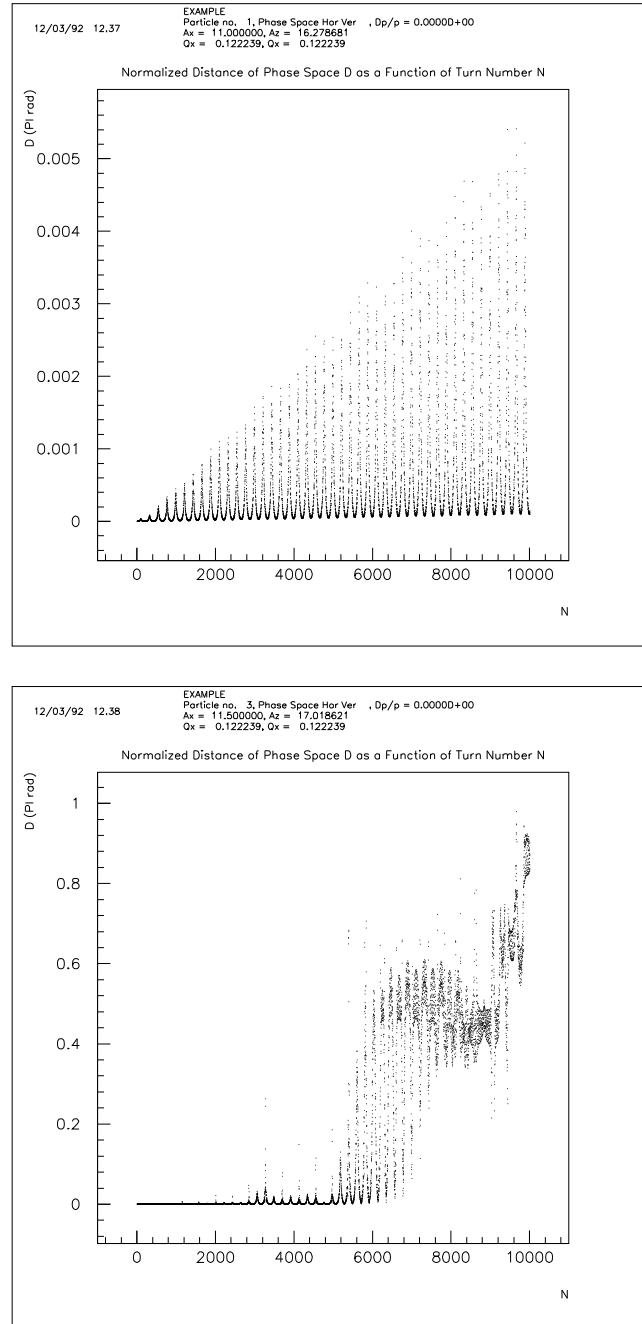 EXAMPLE
Particle no. 1, Phase Space Hor Ver , Dp/p = 0.0000D+00
12/03/92 12.37
Ax = 11.000000, Az = 16.278681
Qx = 0.122239, Qx = 0.122239
Normalized Distance of Phase Space D as a Function of Turn Number N
D (PI rad)
0.005
0.004
0.003
0.002
0.001
0
0 2000 4000 6000 8000 10000
N
EXAMPLE
Particle no. 3, Phase Space Hor Ver , Dp/p = 0.0000D+00
12/03/92 12.38
Ax = 11.500000, Az = 17.018621
Qx = 0.122239, Qx = 0.122239
Normalized Distance of Phase Space D as a Function of Turn Number N
D (PI rad)
1
0.8
0.6
0.4
0.2
0
0 2000 4000 6000 8000 10000
N